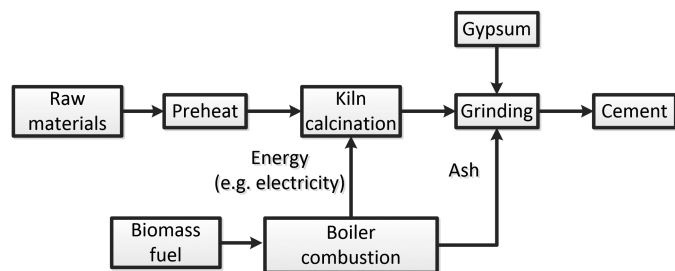 Gypsum
Raw
materials
Preheat
Kiln
calcination
Grinding
Cement
Energy
(e.g. electricity)
Ash
Biomass
fuel
Boiler
combustion